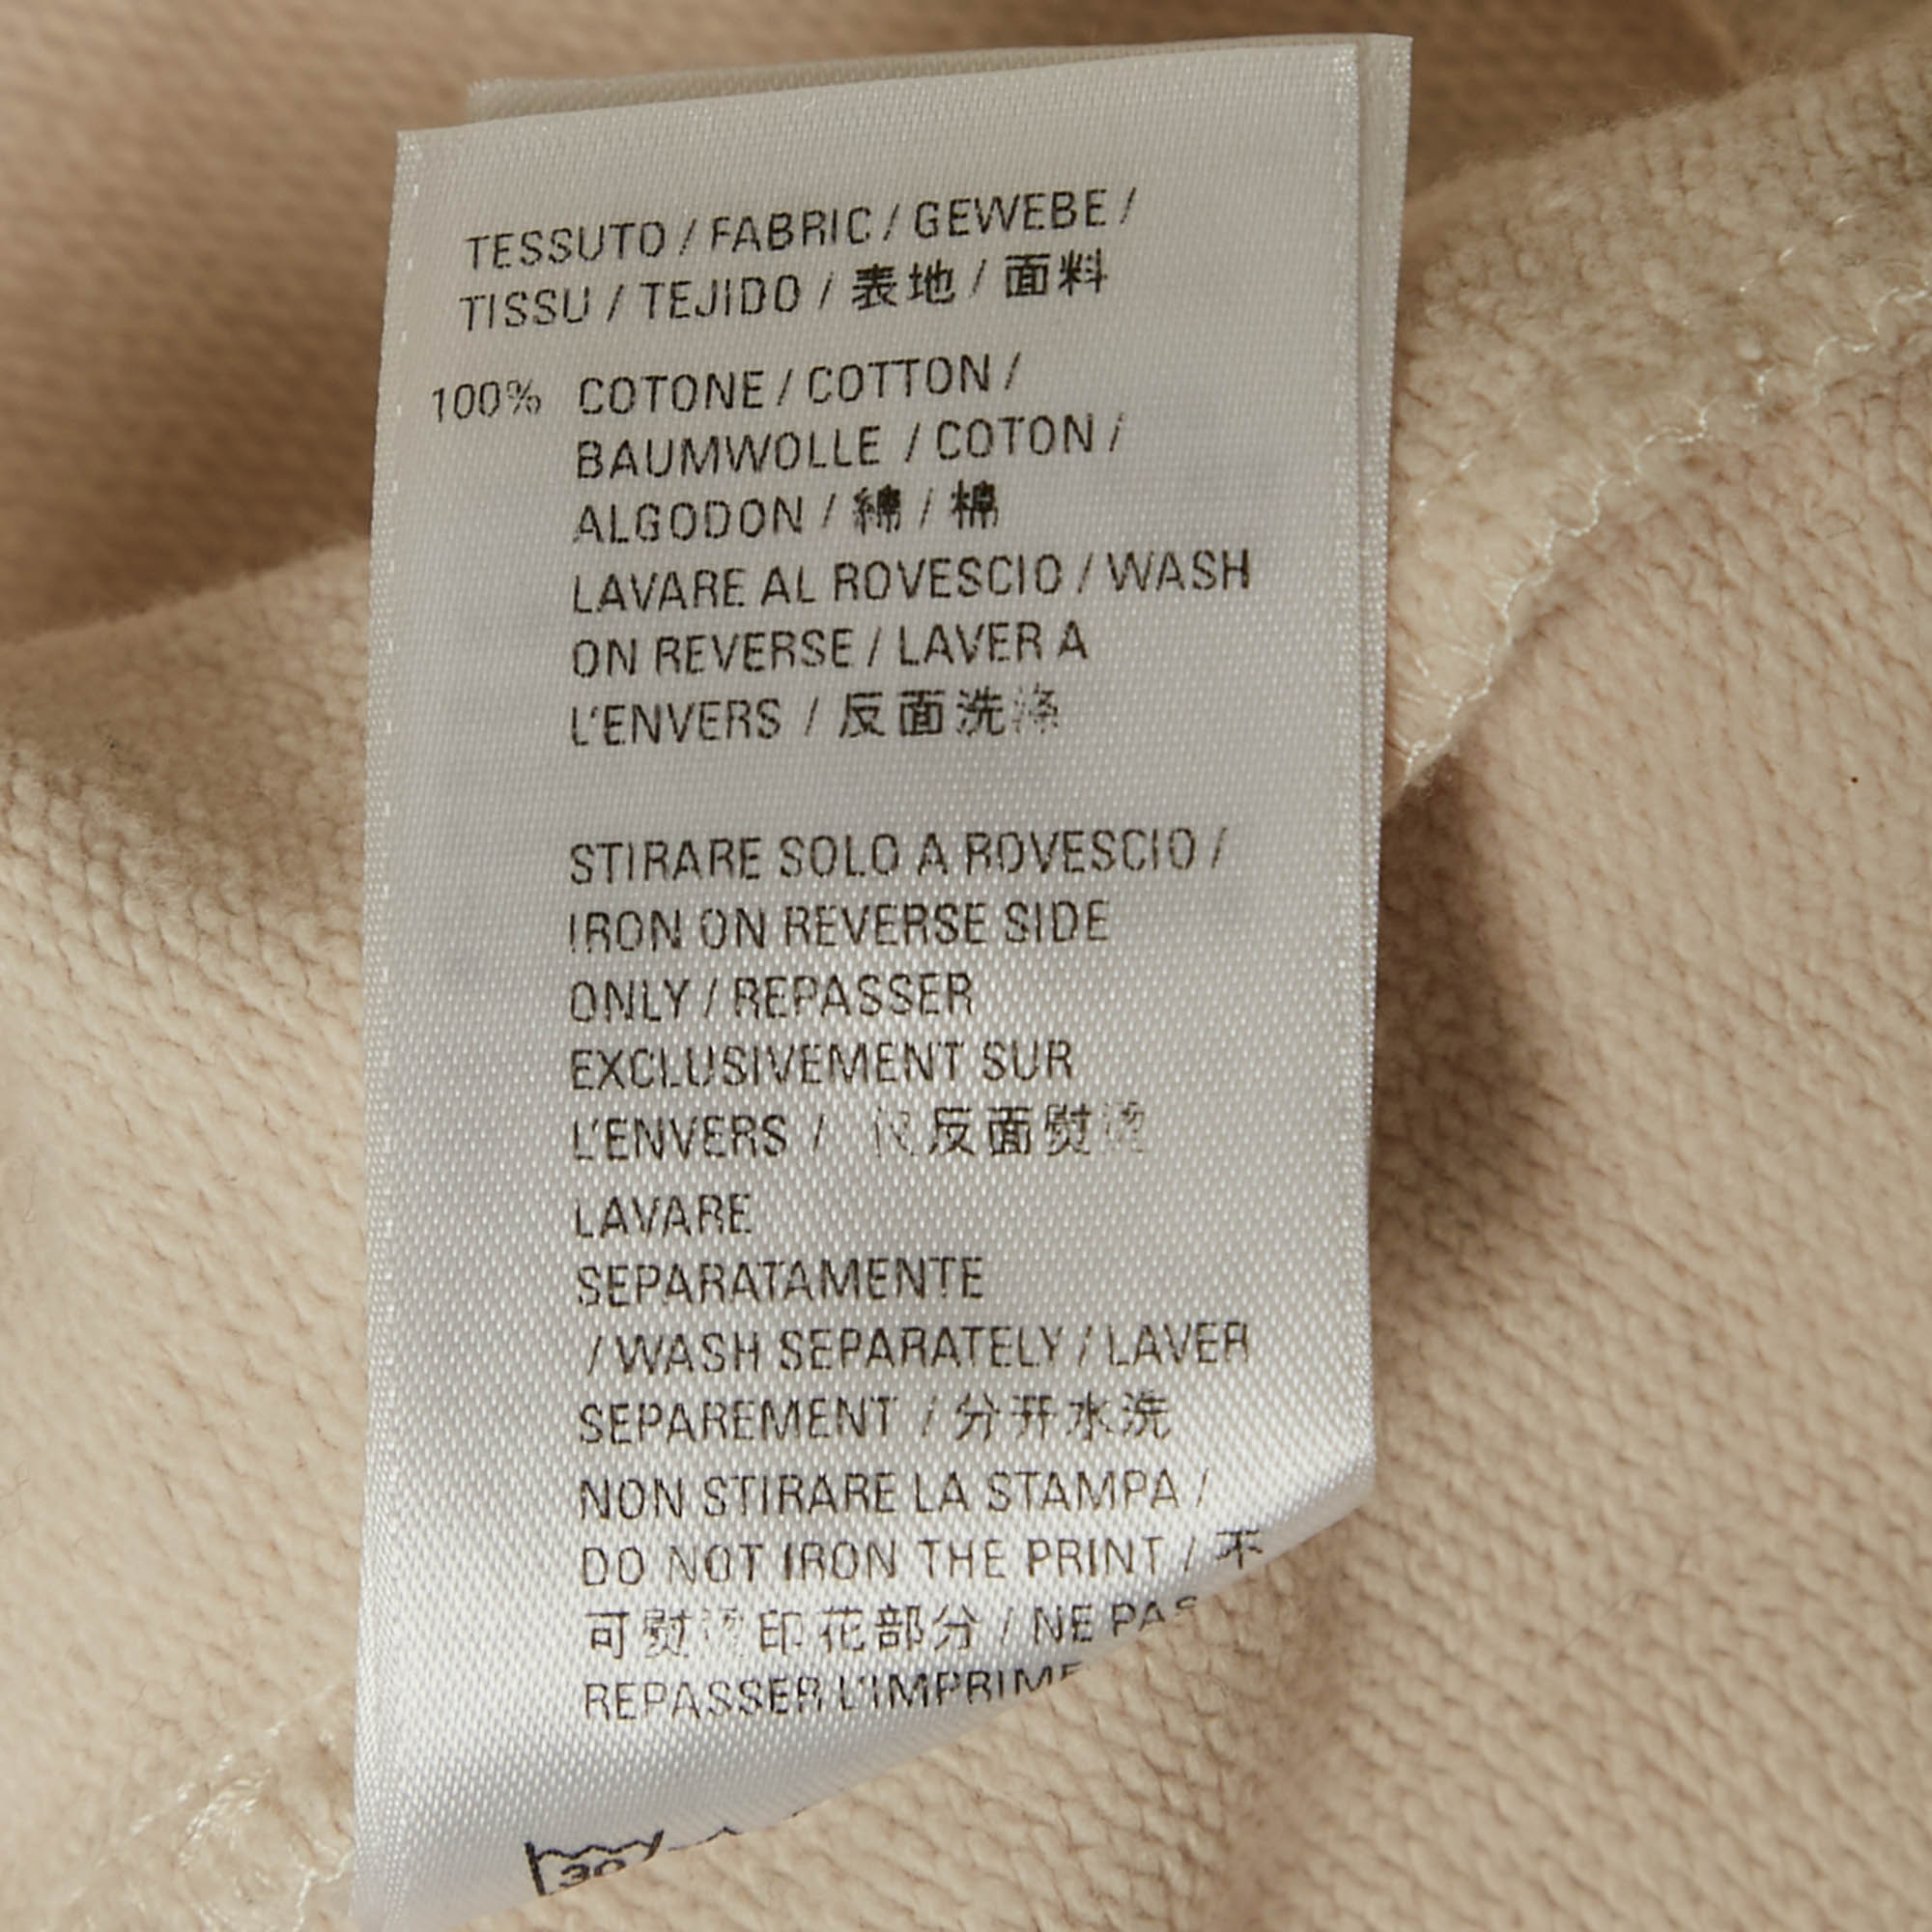 TESSUTO / FABRIC / GEWEBE /
TISSU / TEJIDO / 表地 / 面料
100% COTONE / COTTON /
BAUMWOLLE / COTON /
ALGODON / 綿 / 棉
LAVARE AL ROVESCIO / WASH
ON REVERSE / LAVER A
L'ENVERS / 反面洗涤
STIRARE SOLO A ROVESCIO /
IRON ON REVERSE SIDE
ONLY / REPASSER
EXCLUSIVEMENT SUR
L'ENVERS / 仅反面熨烫
LAVARE
SEPARATAMENTE
/ WASH SEPARATELY / LAVER
SEPAREMENT / 分开水洗
NON STIRARE LA STAMPA /
DO NOT IRON THE PRINT / 不
可熨烫印花部分 / NE PAS
REPASSER L'IMPRIME
30